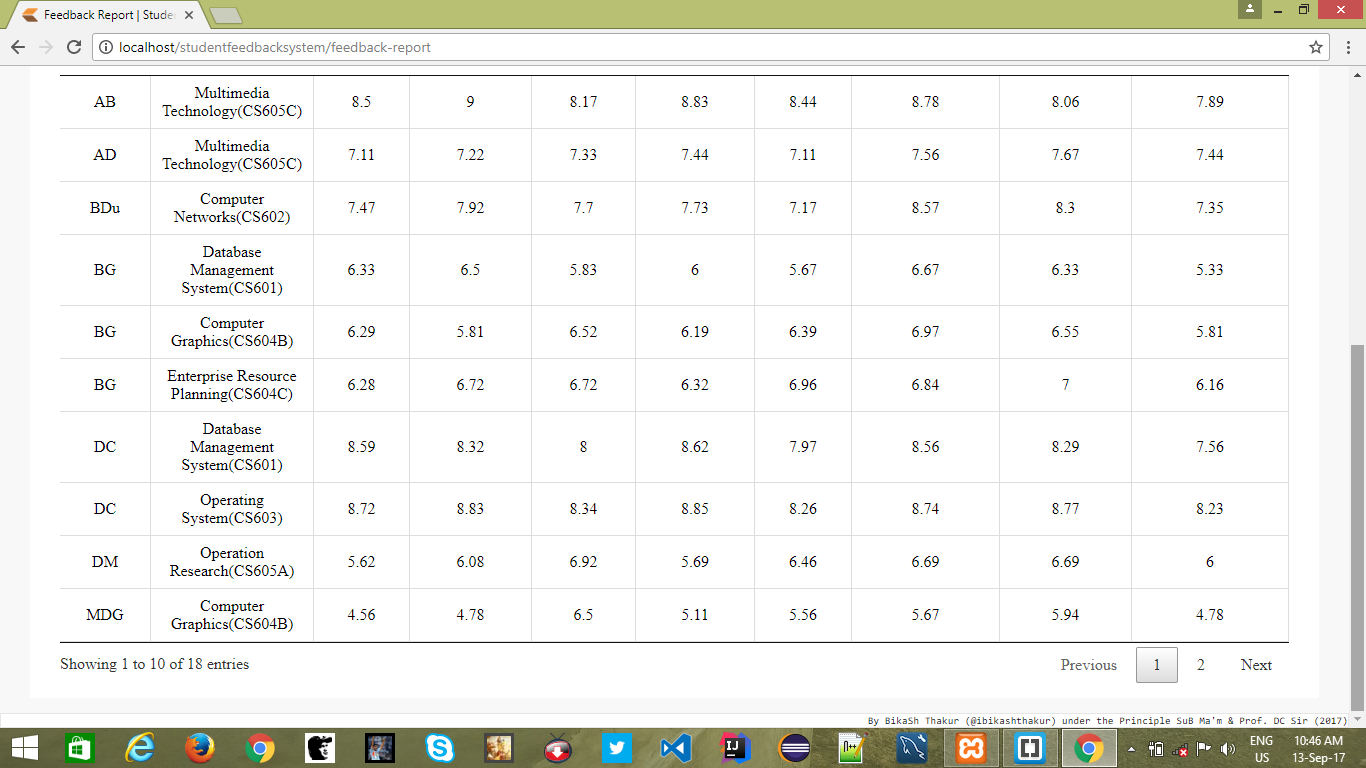 Feedback Report | Stude
localhost/studentfeedbacksystem/feedback-report
AB Multimedia Technology(CS605C) 8.5 9 8.17 8.83 8.44 8.78 8.06 7.89
AD Multimedia Technology(CS605C) 7.11 7.22 7.33 7.44 7.11 7.56 7.67 7.44
BDu Computer Networks(CS602) 7.47 7.92 7.7 7.73 7.17 8.57 8.3 7.35
BG Database Management System(CS601) 6.33 6.5 5.83 6 5.67 6.67 6.33 5.33
BG Computer Graphics(CS604B) 6.29 5.81 6.52 6.19 6.39 6.97 6.55 5.81
BG Enterprise Resource Planning(CS604C) 6.28 6.72 6.72 6.32 6.96 6.84 7 6.16
DC Database Management System(CS601) 8.59 8.32 8 8.62 7.97 8.56 8.29 7.56
DC Operating System(CS603) 8.72 8.83 8.34 8.85 8.26 8.74 8.77 8.23
DM Operation Research(CS605A) 5.62 6.08 6.92 5.69 6.46 6.69 6.69 6
MDG Computer Graphics(CS604B) 4.56 4.78 6.5 5.11 5.56 5.67 5.94 4.78
Showing 1 to 10 of 18 entries Previous 1 2 Next
By BikaSh Thakur (@ibikashthakur) under the Principle SuB Ma'm & Prof. DC Sir (2017)
IJ
ENG 10:46 AM
US 13-Sep-17